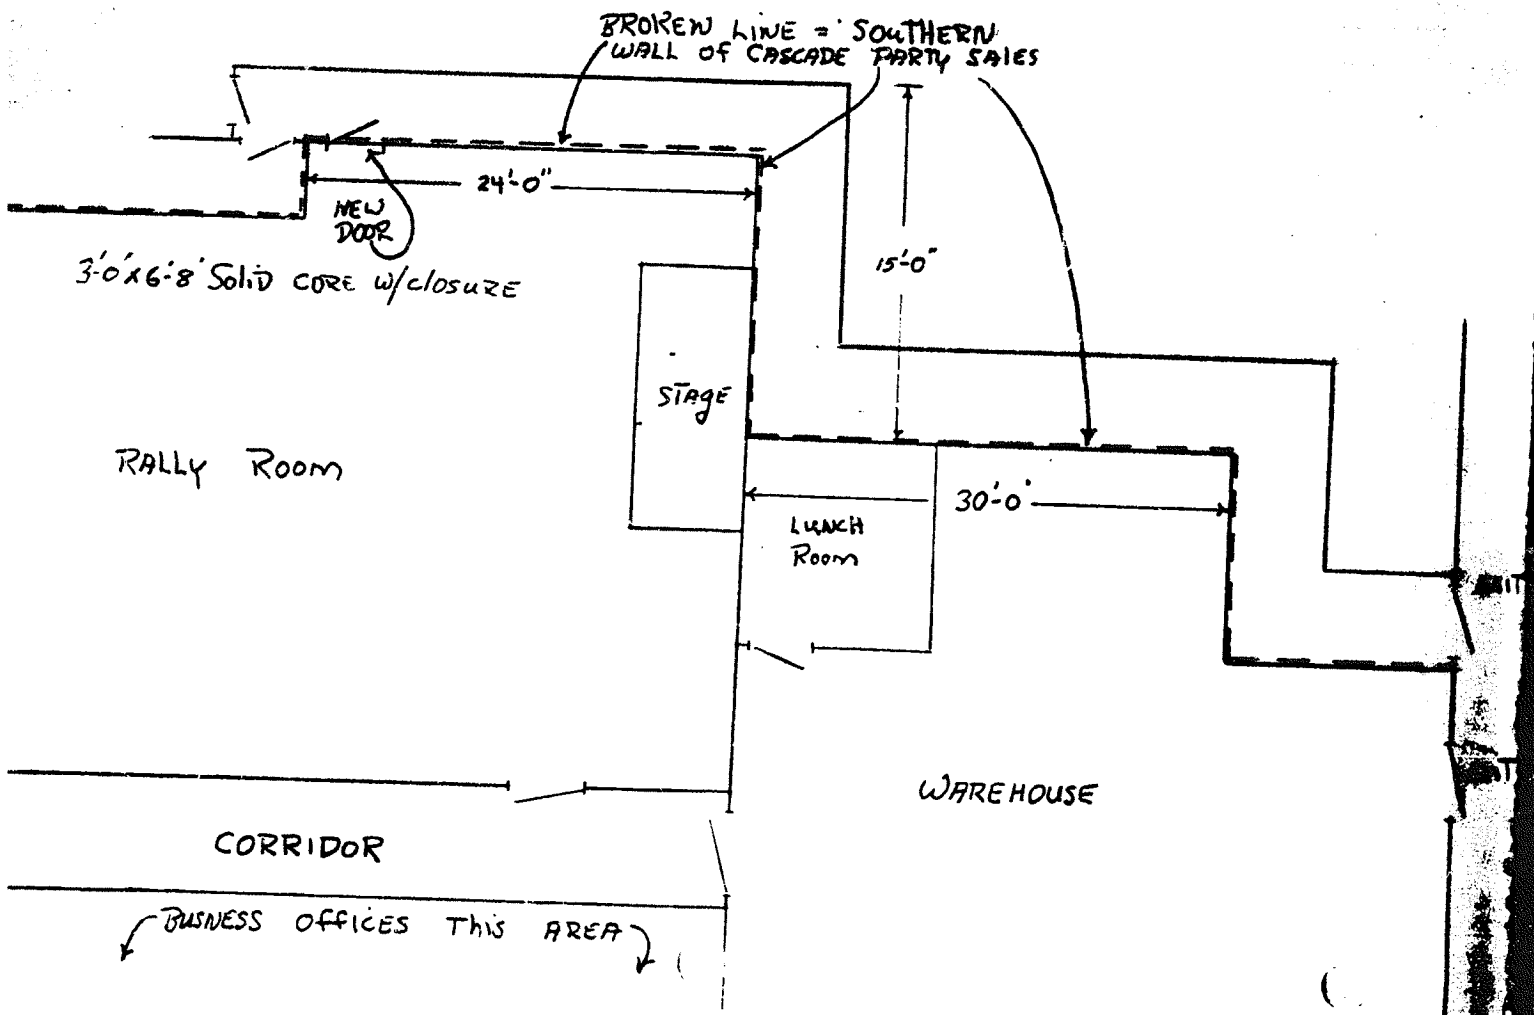 BROKEN LINE = SOUTHERN
WALL OF CASCADE PARTY SALES
24'-0"
NEW
DOOR
15'-0"
3'-0"x6'-8" Solid CORE w/closure
STAGE
RALLY ROOM
30'-0"
LUNCH
ROOM
EXIT
WAREHOUSE
CORRIDOR
BUSNESS OFFICES This AREA